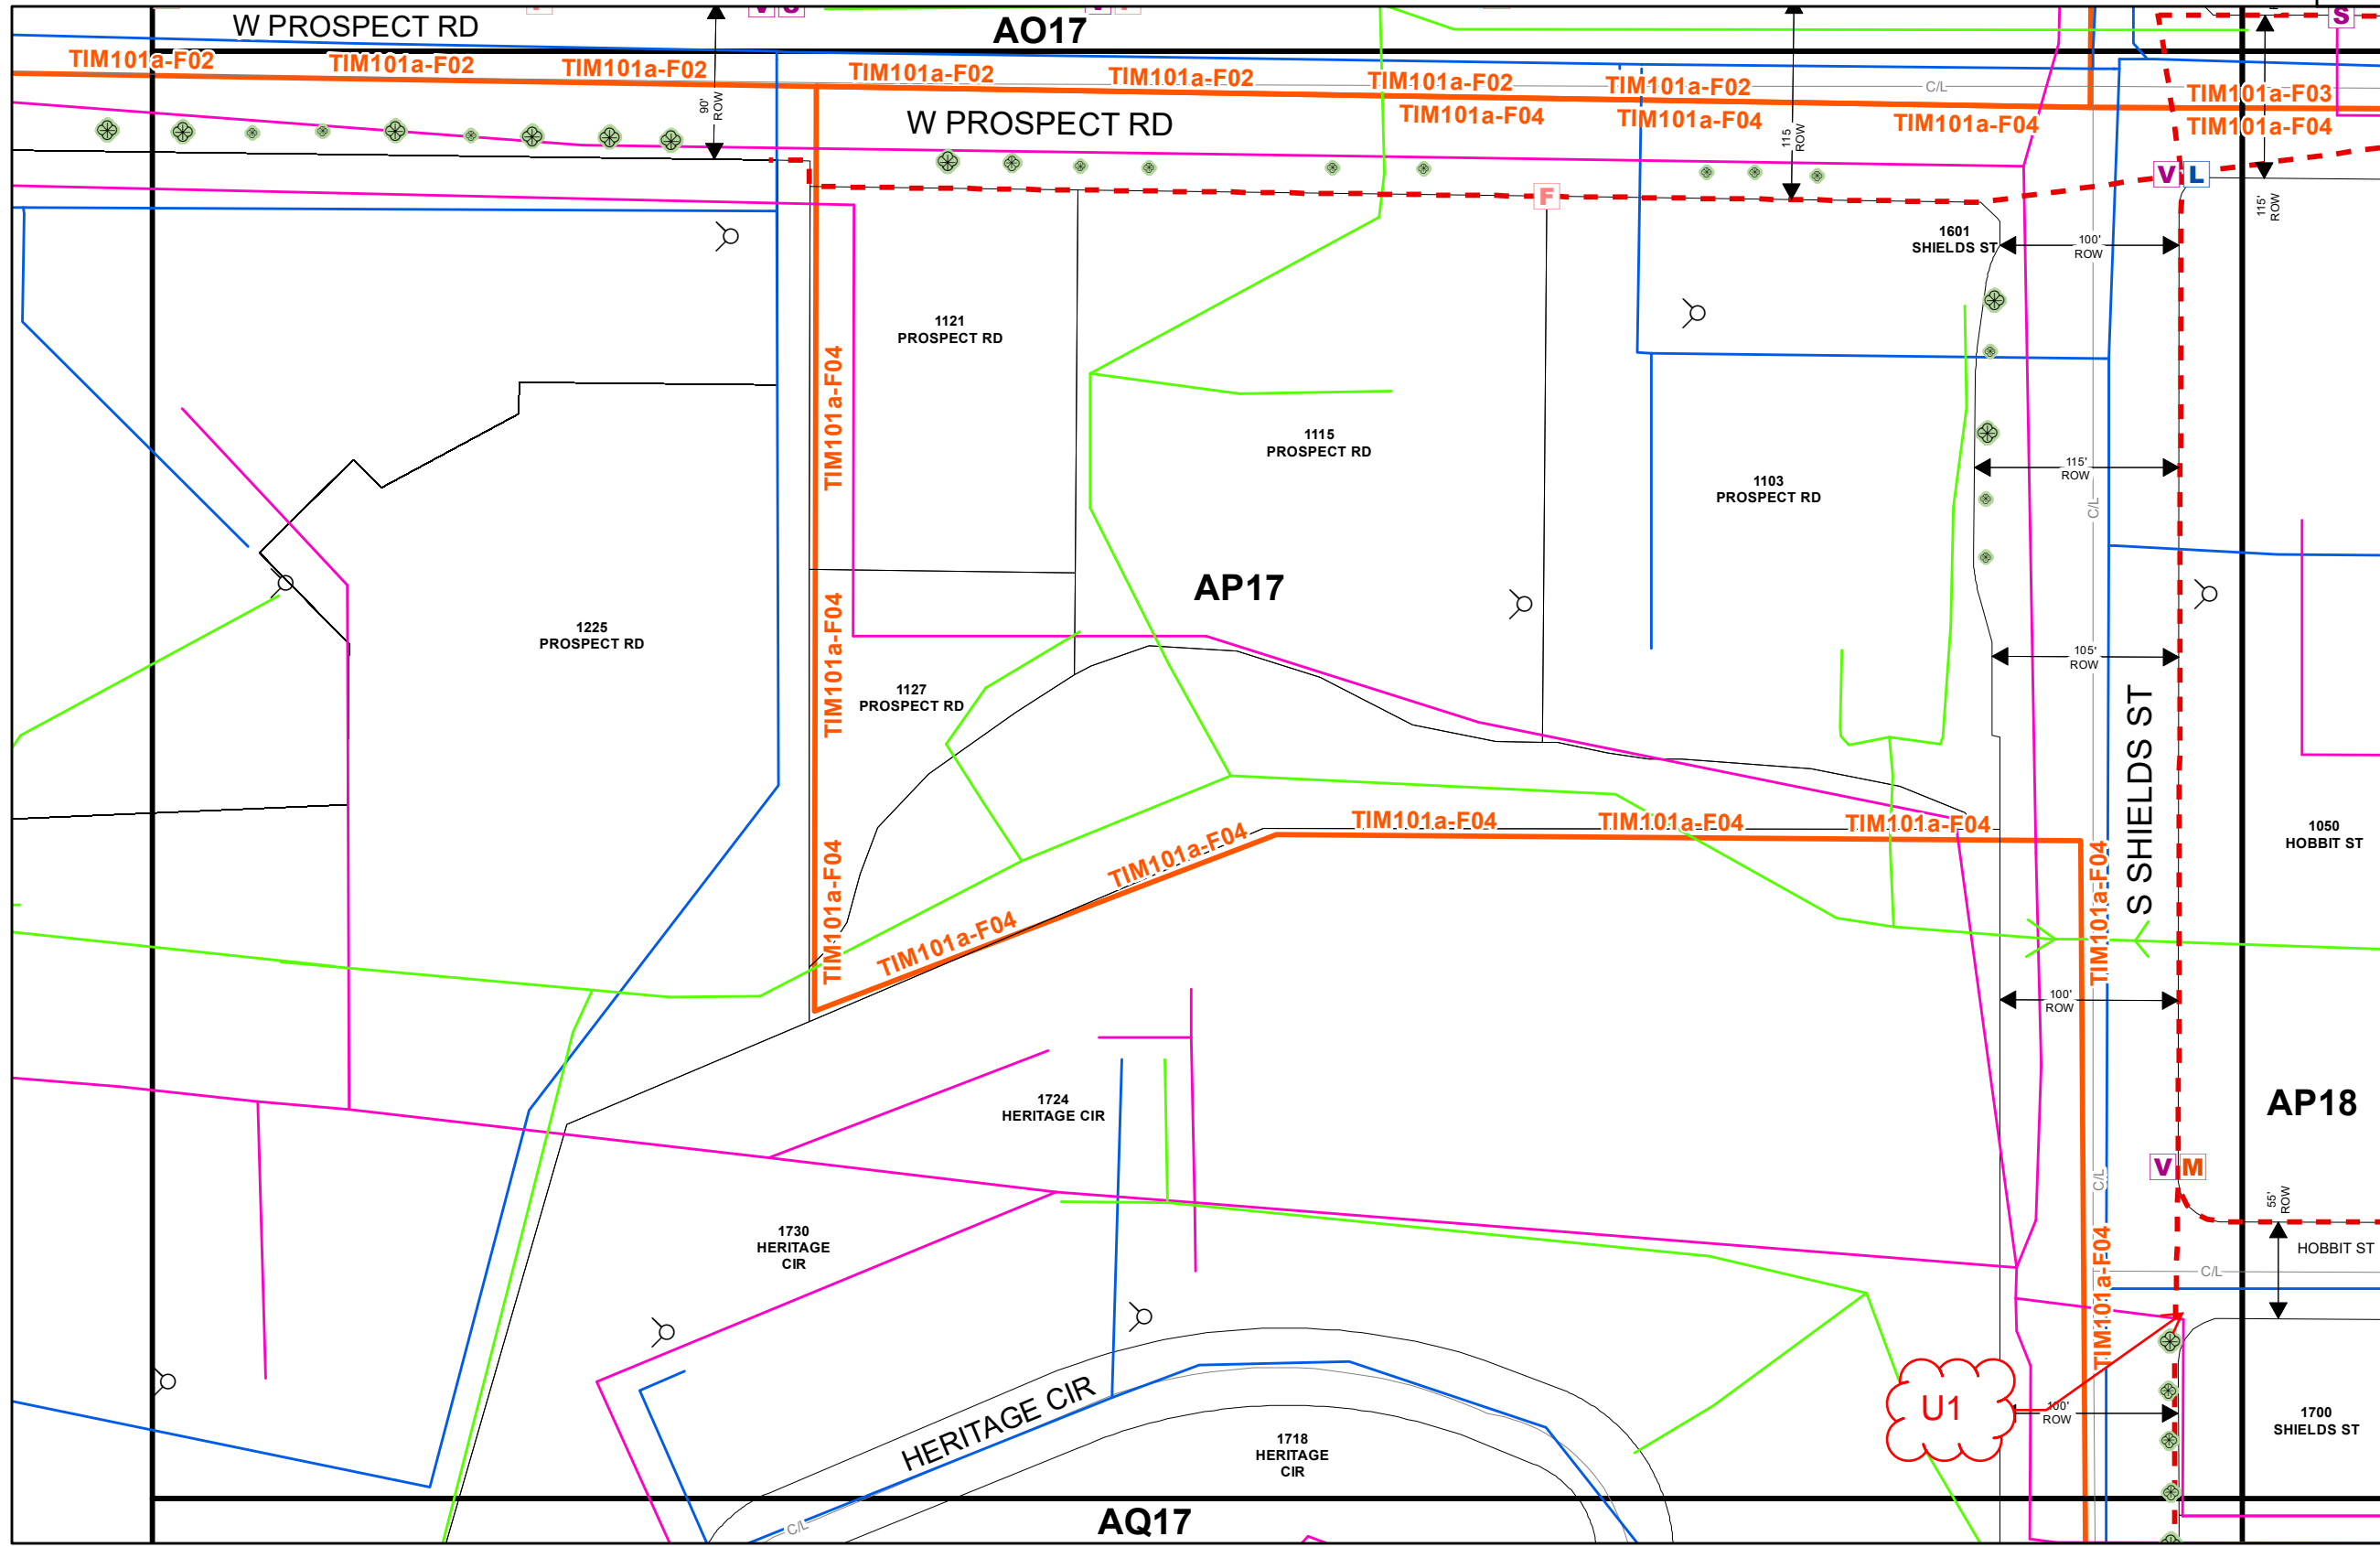 W PROSPECT RD
AO17
S
TIM101a-F02
TIM101a-F02
TIM101a-F02
TIM101a-F02
TIM101a-F02
TIM101a-F02
TIM101a-F02
C/L
TIM101a-F03
90'
ROW
W PROSPECT RD
TIM101a-F04
TIM101a-F04
115
ROW
TIM101a-F04
TIM101a-F04
V L
F
115'
ROW
1601
SHIELDS ST
100'
ROW
1121
PROSPECT RD
TIM101a-F04
1115
PROSPECT RD
1103
PROSPECT RD
115'
ROW
C/L
AP17
1225
PROSPECT RD
TIM101a-F04
1127
PROSPECT RD
105'
ROW
S SHIELDS ST
TIM101a-F04
TIM101a-F04
TIM101a-F04
TIM101a-F04
TIM101a-F04
TIM101a-F04
TIM101a-F04
TIM101a-F04
1050
HOBBIT ST
100'
ROW
1724
HERITAGE CIR
AP18
V M
C/L
55'
ROW
1730
HERITAGE
CIR
HOBBIT ST
C/L
TIM101a-F04
HERITAGE CIR
U1
100'
ROW
1700
SHIELDS ST
1718
HERITAGE
CIR
C/L
AQ17